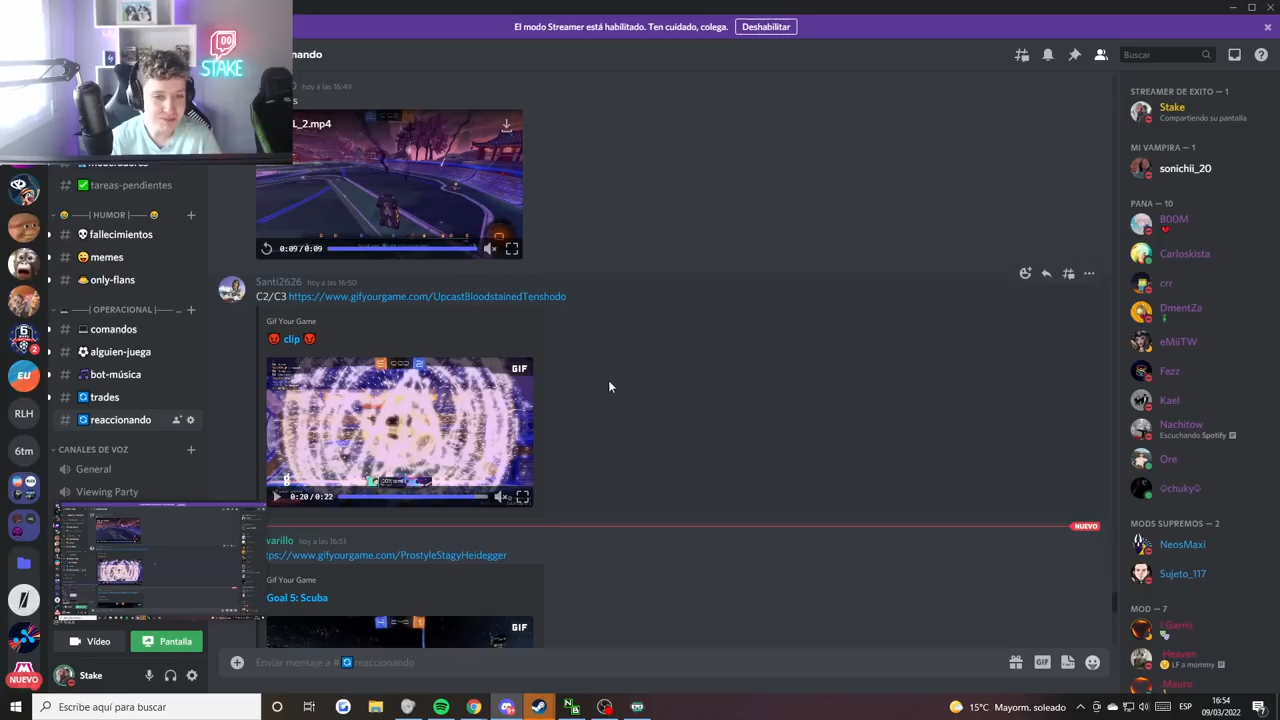 El modo Streamer está habilitado. Ten cuidado, colega.
Deshabilitar
STAKE
nando
Buscar
tareas-pendientes
——| HUMOR |——
fallecimientos
memes
only-flans
——| OPERACIONAL |—— ...
comandos
alguien-juega
bot-música
trades
reaccionando
CANALES DE VOZ
General
Viewing Party
2
EU
RLH
6tm
NUEVO
Vídeo
Pantalla
Stake
hoy a las 16:49
s
L_2.mp4
0:09/0:09
Santi2626 hoy a las 16:50
C2/C3 https://www.gifyourgame.com/UpcastBloodstainedTenshodo
Gif Your Game
clip
GIF
0:20/0:22
NUEVO
varillo hoy a las 16:51
tps://www.gifyourgame.com/ProstyleStagyHeidegger
Gif Your Game
Goal 5: Scuba
GIF
Enviar mensaje a # reaccionando
GIF
STREAMER DE EXITO — 1
Stake
Compartiendo su pantalla
MI VAMPIRA — 1
sonichii_20
PANA — 10
B00M
Carloskista
crr
DmentZa
eMiiTW
Fezz
Kael
Nachitow
Escuchando Spotify
Ore
chuky
MODS SUPREMOS — 2
NeosMaxi
Sujeto_117
MOD — 7
Garris
Heaven
LF a mommy
Mauro
Escribe aquí para buscar
15°C Mayorm. soleado
ESP
16:54
09/03/2022